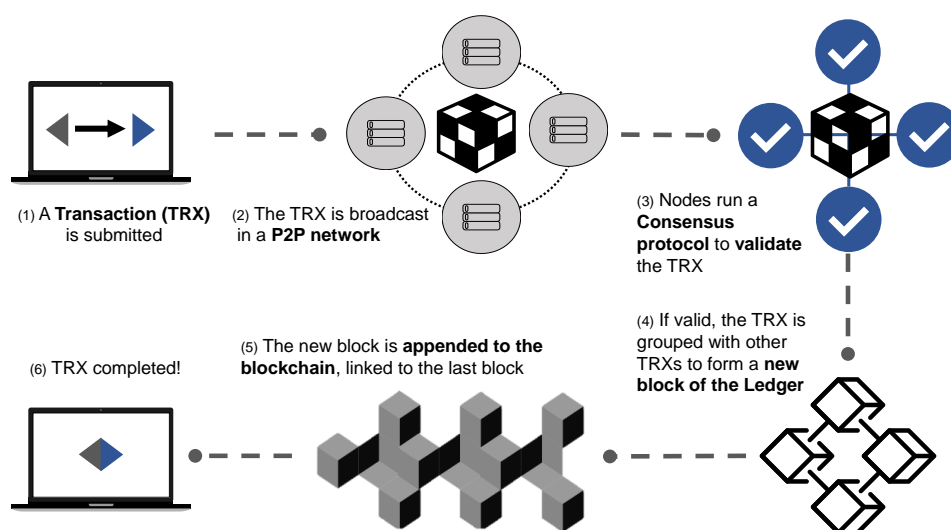 (1) A Transaction (TRX)
is submitted
(2) The TRX is broadcast
in a P2P network
(3) Nodes run a
Consensus
protocol to validate
the TRX
(4) If valid, the TRX is
grouped with other
TRXs to form a new
block of the Ledger
(5) The new block is appended to the
blockchain, linked to the last block
(6) TRX completed!